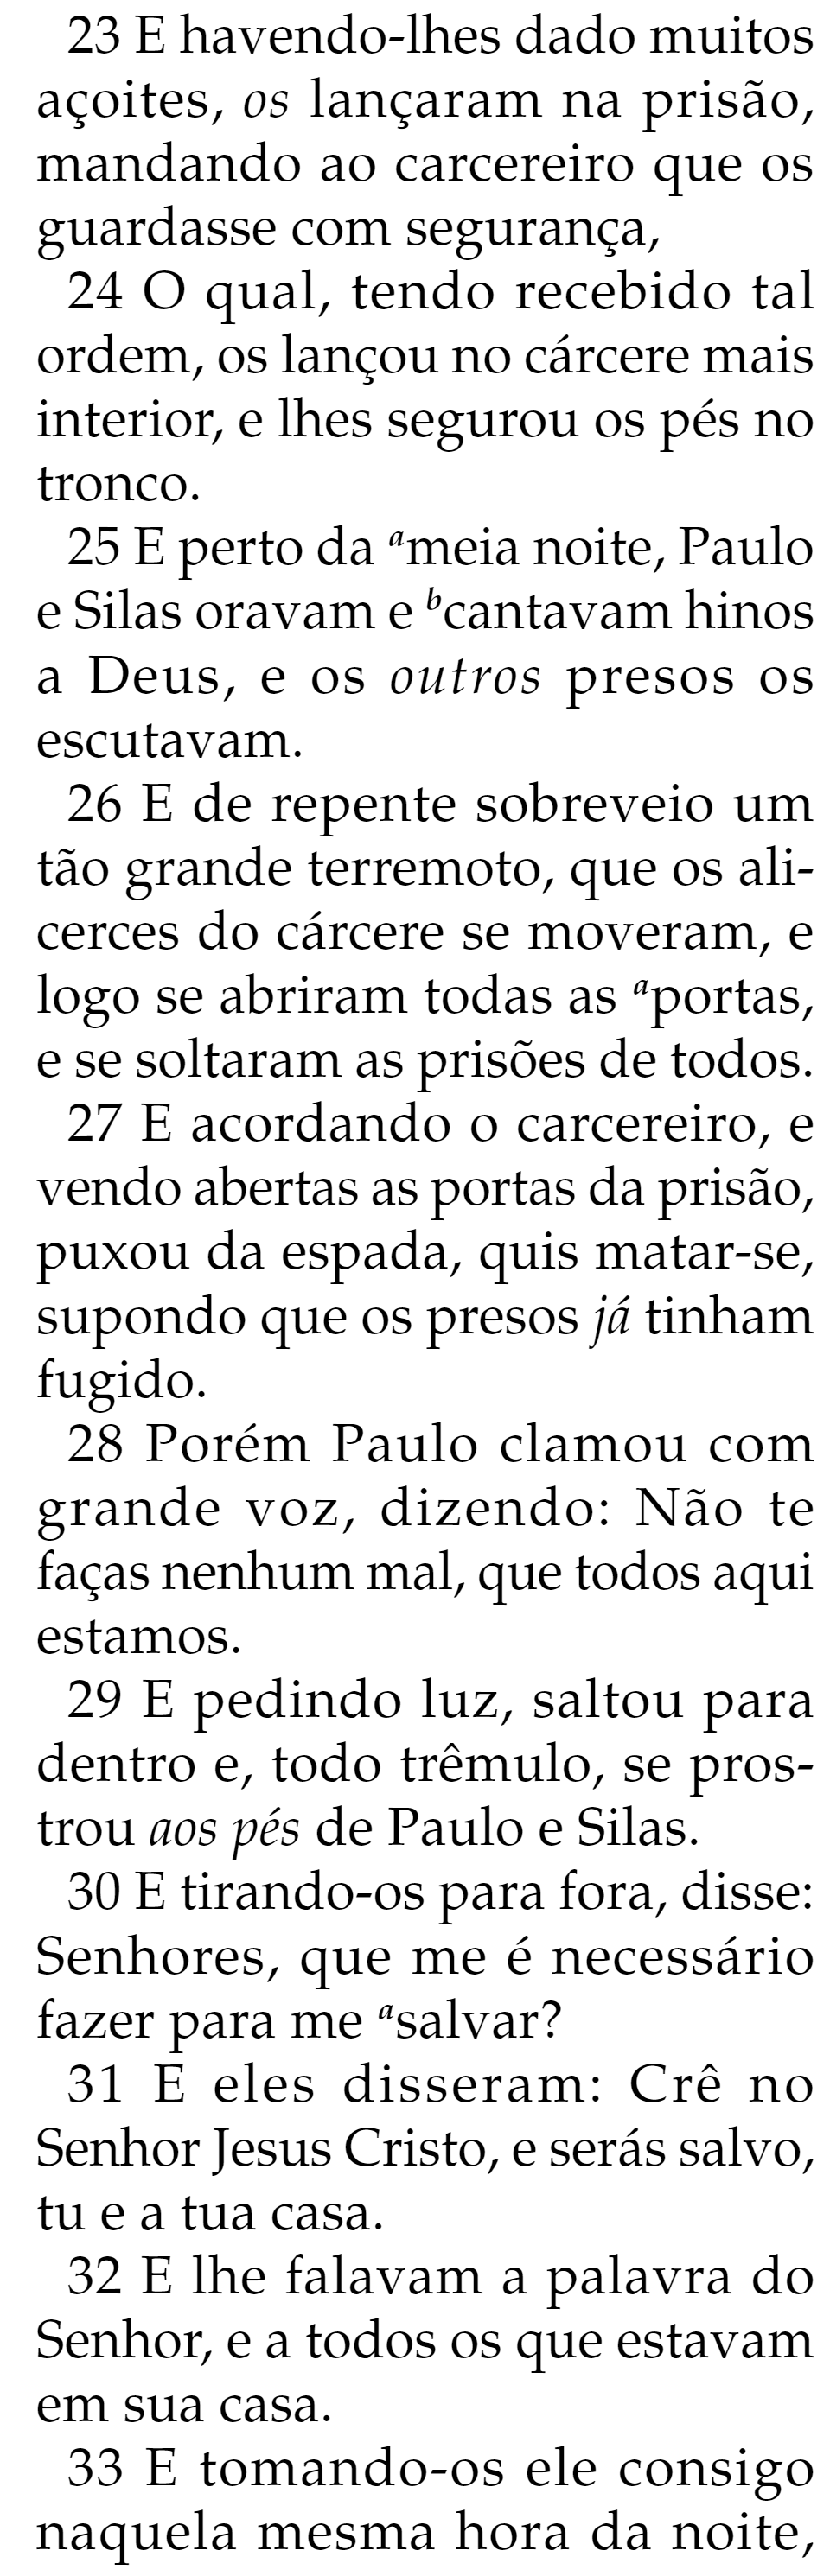 23 E havendo-lhes dado muitos
açoites, os lançaram na prisão,
mandando ao carcereiro que os
guardasse com segurança,
24 O qual, tendo recebido tal
ordem, os lançou no cárcere mais
interior, e lhes segurou os pés no
tronco.
25 E perto da ᵃmeia noite, Paulo
e Silas oravam e ᵇcantavam hinos
a Deus, e os outros presos os
escutavam.
26 E de repente sobreveio um
tão grande terremoto, que os ali-
cerces do cárcere se moveram, e
logo se abriram todas as ᵃportas,
e se soltaram as prisões de todos.
27 E acordando o carcereiro, e
vendo abertas as portas da prisão,
puxou da espada, quis matar-se,
supondo que os presos já tinham
fugido.
28 Porém Paulo clamou com
grande voz, dizendo: Não te
faças nenhum mal, que todos aqui
estamos.
29 E pedindo luz, saltou para
dentro e, todo trêmulo, se pros-
trou aos pés de Paulo e Silas.
30 E tirando-os para fora, disse:
Senhores, que me é necessário
fazer para me ᵃsalvar?
31 E eles disseram: Crê no
Senhor Jesus Cristo, e serás salvo,
tu e a tua casa.
32 E lhe falavam a palavra do
Senhor, e a todos os que estavam
em sua casa.
33 E tomando-os ele consigo
naquela mesma hora da noite,